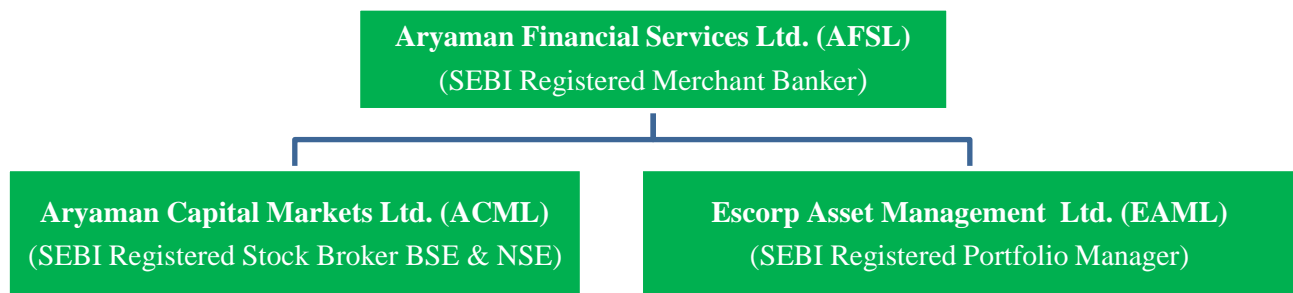 Aryaman Financial Services Ltd. (AFSL)
(SEBI Registered Merchant Banker)
Aryaman Capital Markets Ltd. (ACML)
(SEBI Registered Stock Broker BSE & NSE)
Escorp Asset Management Ltd. (EAML)
(SEBI Registered Portfolio Manager)